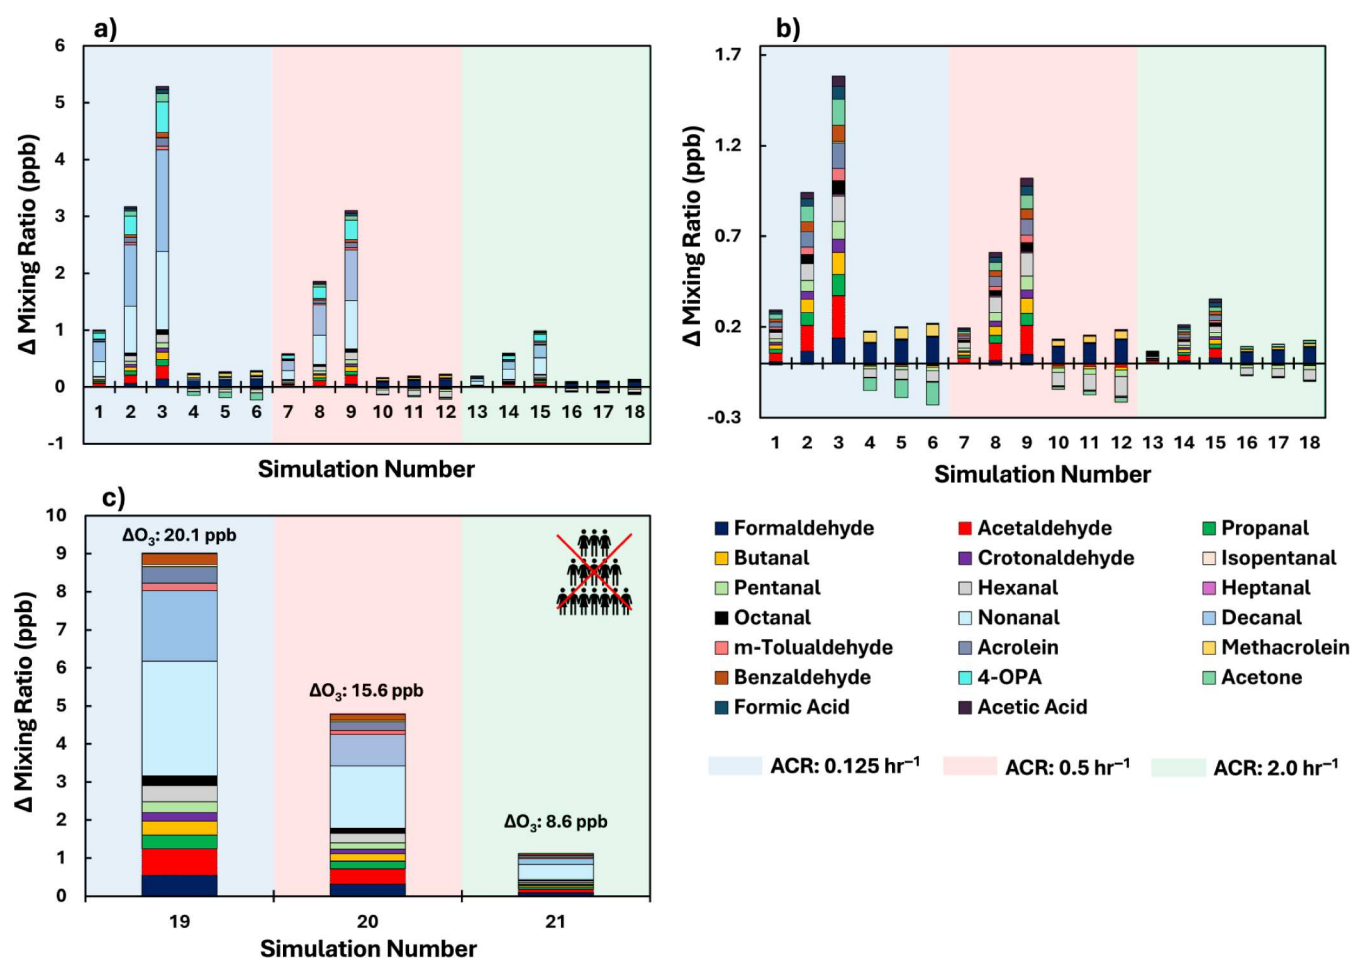 a)
6
5
4
3
2
1
0
-1
Δ Mixing Ratio (ppb)
1 2 3 4 5 6 7 8 9 10 11 12 13 14 15 16 17 18
Simulation Number
b)
1.7
1.2
0.7
0.2
-0.3
Δ Mixing Ratio (ppb)
1 2 3 4 5 6 7 8 9 10 11 12 13 14 15 16 17 18
Simulation Number
c)
10
9
8
7
6
5
4
3
2
1
0
Δ Mixing Ratio (ppb)
ΔO₃: 20.1 ppb
ΔO₃: 15.6 ppb
ΔO₃: 8.6 ppb
19 20 21
Simulation Number
Formaldehyde Acetaldehyde Propanal
Butanal Crotonaldehyde Isopentanal
Pentanal Hexanal Heptanal
Octanal Nonanal Decanal
m-Tolualdehyde Acrolein Methacrolein
Benzaldehyde 4-OPA Acetone
Formic Acid Acetic Acid
ACR: 0.125 hr⁻¹ ACR: 0.5 hr⁻¹ ACR: 2.0 hr⁻¹